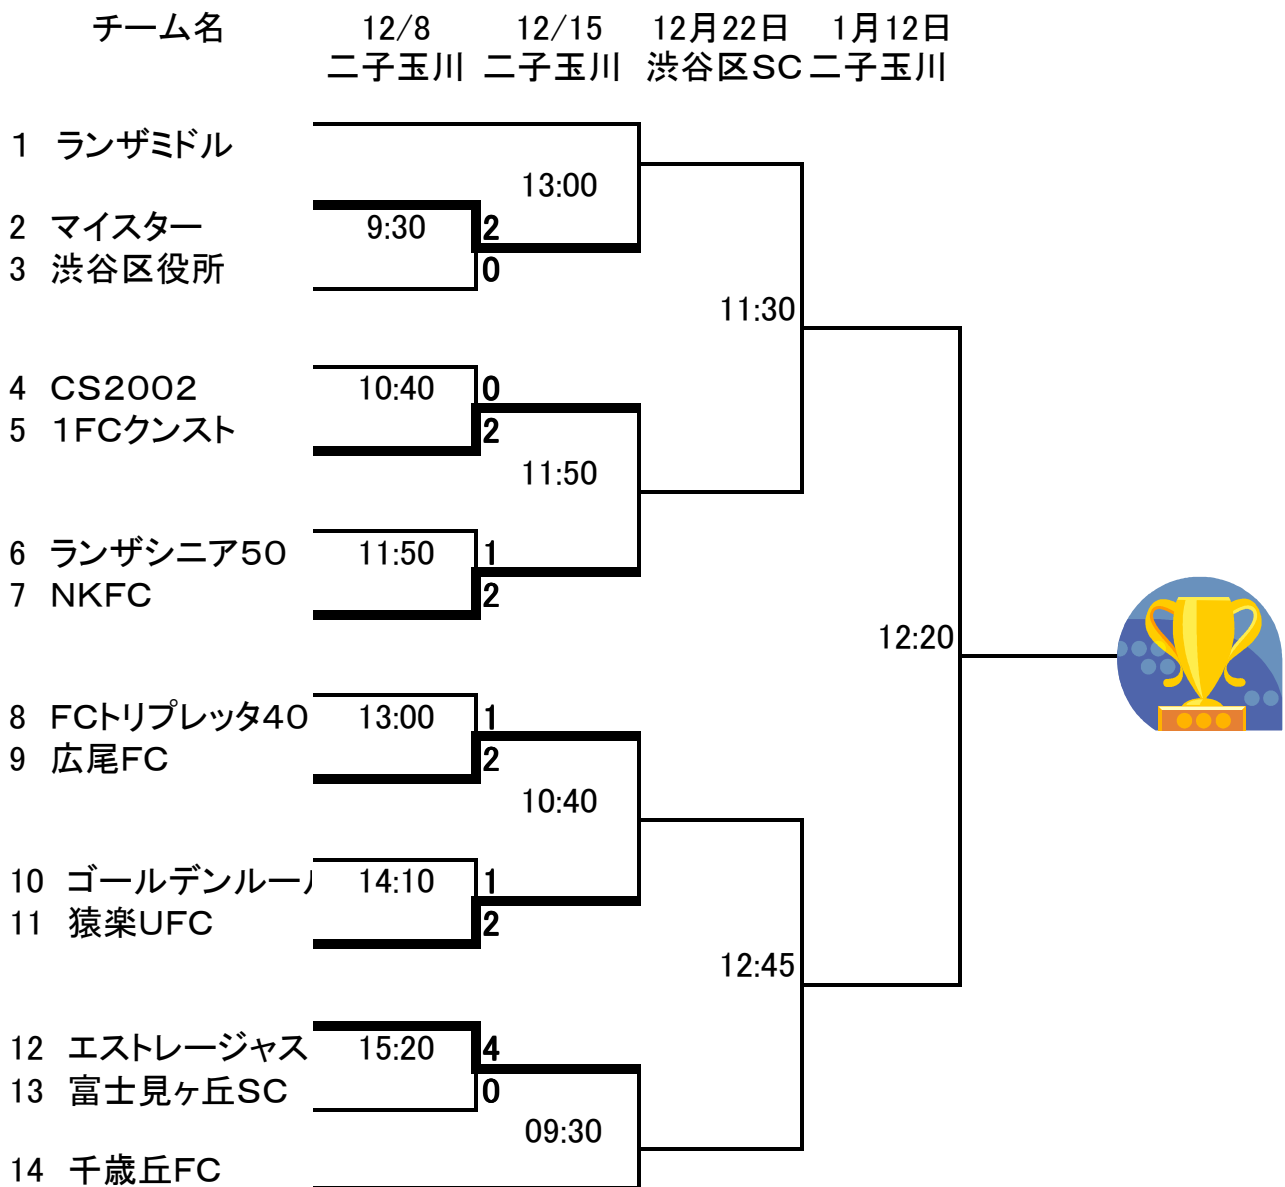 チーム名 12/8 12/15 12月22日 1月12日
二子玉川 二子玉川 渋谷区SC 二子玉川
1 ランザミドル
13:00
2 マイスター 9:30 2
3 渋谷区役所 0
11:30
4 CS2002 10:40 0
5 1FCクンスト 2
11:50
6 ランザシニア50 11:50 1
7 NKFC 2
12:20
8 FCトリプレッタ40 13:00 1
9 広尾FC 2
10:40
10 ゴールデンルール 14:10 1
11 猿楽UFC 2
12:45
12 エストレージャス 15:20 4
13 富士見ヶ丘SC 0
09:30
14 千歳丘FC